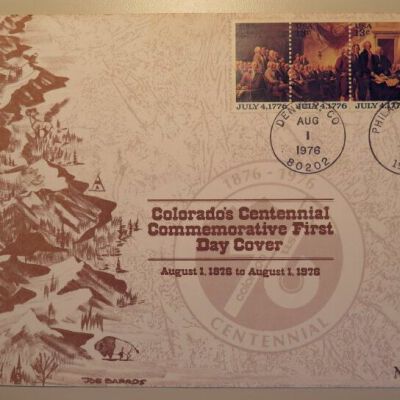 USA
13c
USA
13c
JULY 4,1776
JULY 4,1776
JULY 4,1776
DENVER CO
AUG
1
1976
80202
1876 - 1976
Colorado's Centennial
Commemorative First
Day Cover
August 1, 1876 to August 1, 1976
CENTENNIAL
JOE BARROS